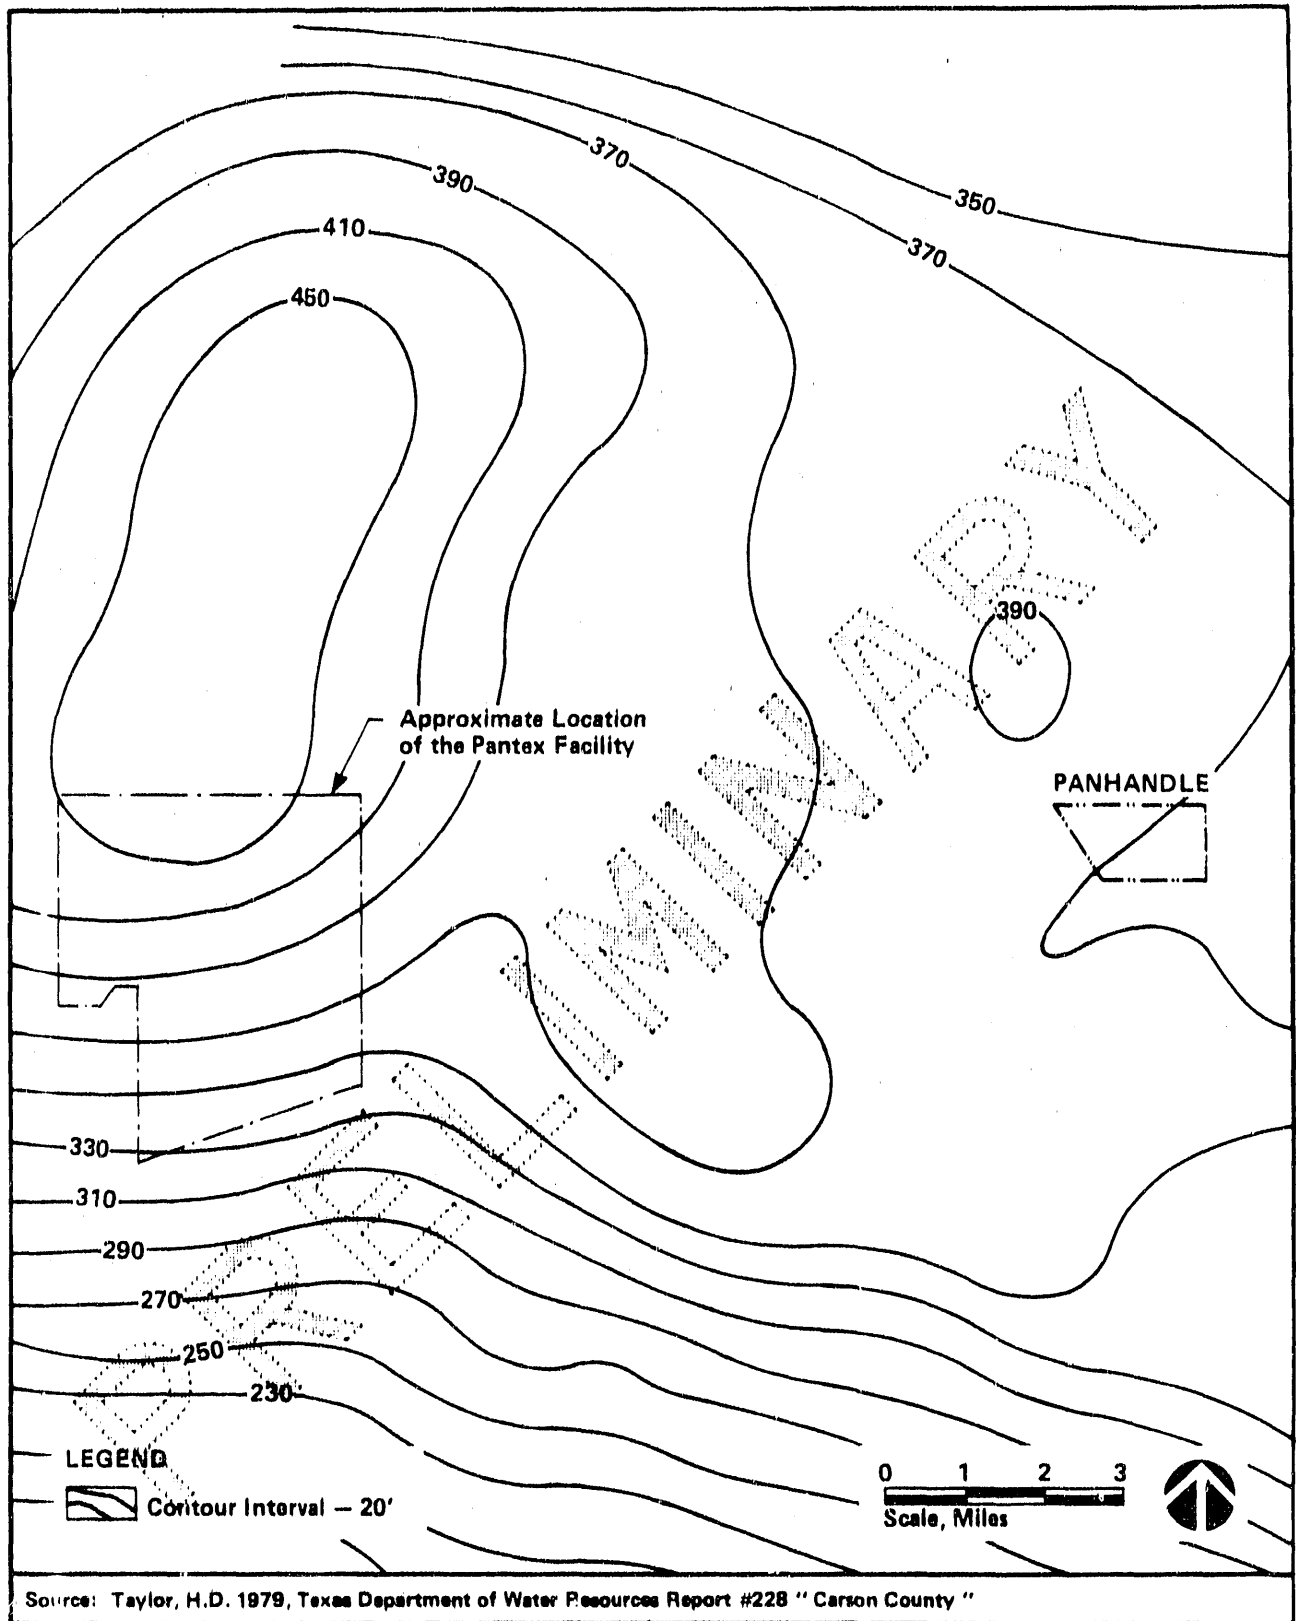 370
390
350
410
370
450
390
Approximate Location
of the Pantex Facility
PANHANDLE
PRELIMINARY
330
310
290
270
250
230
LEGEND
Contour Interval — 20'
0 1 2 3
Scale, Miles
Source: Taylor, H.D. 1979, Texas Department of Water Resources Report #228 " Carson County "